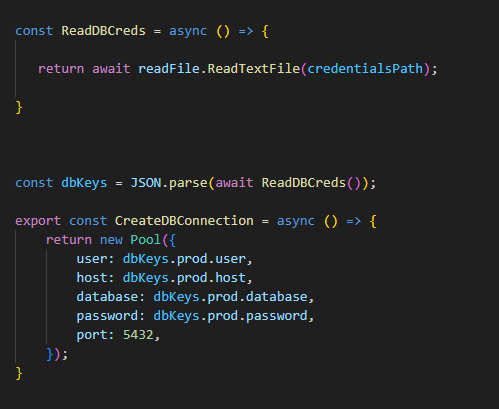 const ReadDBCreds = async () => {
return await readFile.ReadTextFile(credentialsPath);
}
const dbKeys = JSON.parse(await ReadDBCreds());
export const CreateDBConnection = async () => {
return new Pool({
user: dbKeys.prod.user,
host: dbKeys.prod.host,
database: dbKeys.prod.database,
password: dbKeys.prod.password,
port: 5432,
});
}